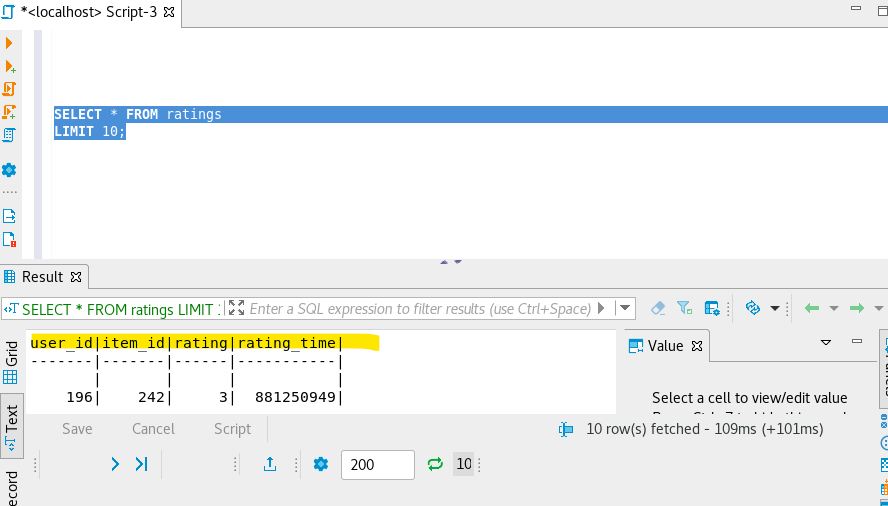 *<localhost> Script-3
SELECT * FROM ratings
LIMIT 10;
Result
SELECT * FROM ratings LIMIT
Enter a SQL expression to filter results (use Ctrl+Space)
Grid
Text
user_id|item_id|rating|rating_time|
-------|-------|------|-----------|
| | | |
196| 242| 3| 881250949|
Value
Select a cell to view/edit value
Save Cancel Script
10 row(s) fetched - 109ms (+101ms)
200
10